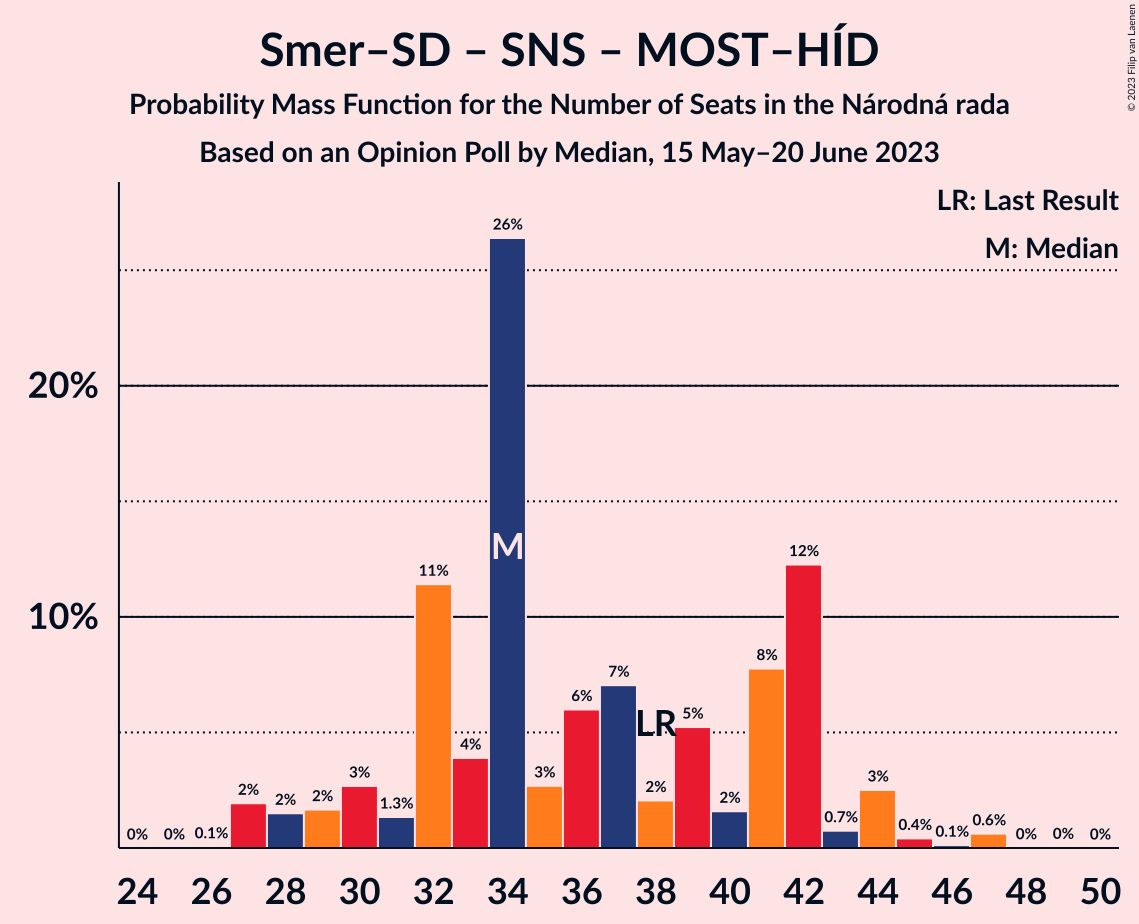 Smer–SD – SNS – MOST–HÍD
Probability Mass Function for the Number of Seats in the Národná rada
Based on an Opinion Poll by Median, 15 May–20 June 2023
© 2023 Filip van Laenen
LR: Last Result
M: Median
20%
10%
0% 0% 0.1% 2% 2% 2% 3% 1.3% 11% 4% 26% 3% 6% 7% 2% 5% 2% 8% 12% 0.7% 3% 0.4% 0.1% 0.6% 0% 0% 0%
M
LR
24 26 28 30 32 34 36 38 40 42 44 46 48 50